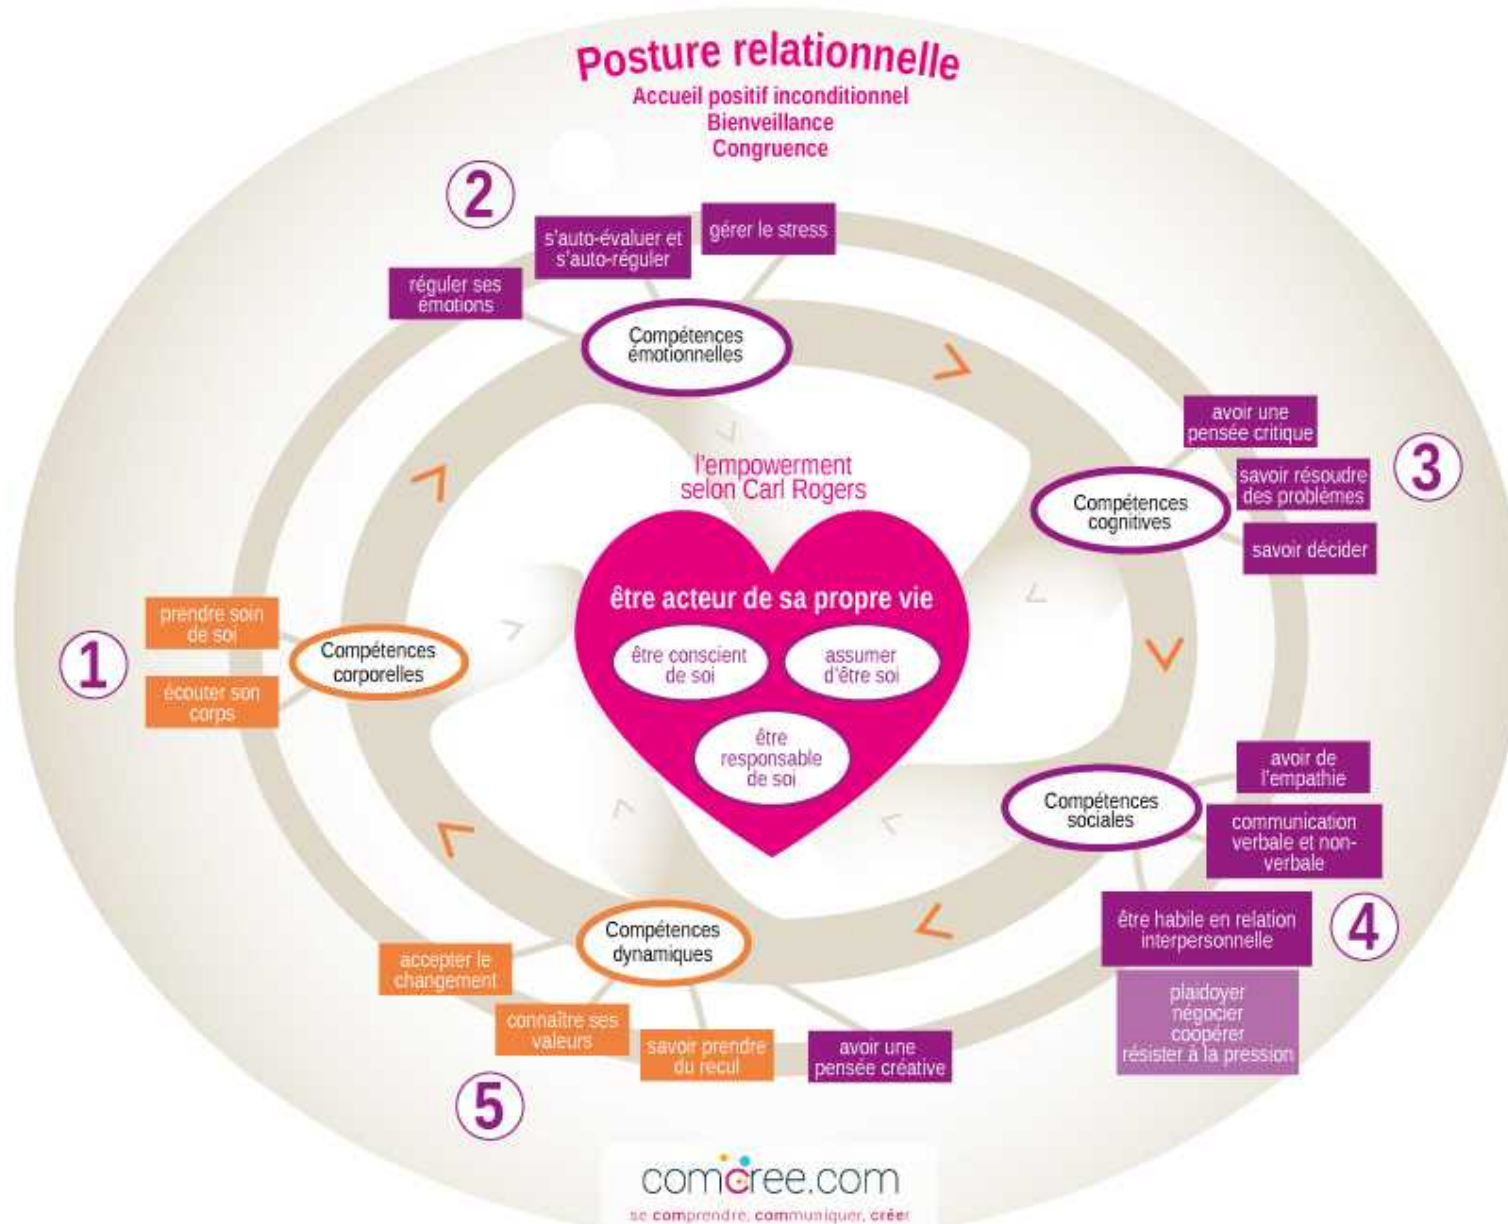 Posture relationnelle
Accueil positif inconditionnel
Bienveillance
Congruence
2
réguler ses
émotions
s'auto-évaluer et
s'auto-réguler
gérer le stress
Compétences
émotionnelles
3
avoir une
pensée critique
savoir résoudre
des problèmes
savoir décider
Compétences
cognitives
l'empowerment
selon Carl Rogers
être acteur de sa propre vie
être conscient
de soi
assumer
d'être soi
être
responsable
de soi
1
prendre soin
de soi
écouter son
corps
Compétences
corporelles
Compétences
sociales
avoir de
l'empathie
communication
verbale et non-
verbale
être habile en relation
interpersonnelle
4
plaidoyer
négocier
coopérer
résister à la pression
Compétences
dynamiques
accepter le
changement
connaître ses
valeurs
savoir prendre
du recul
avoir une
pensée créative
5
comcree.com
se comprendre, communiquer, créer